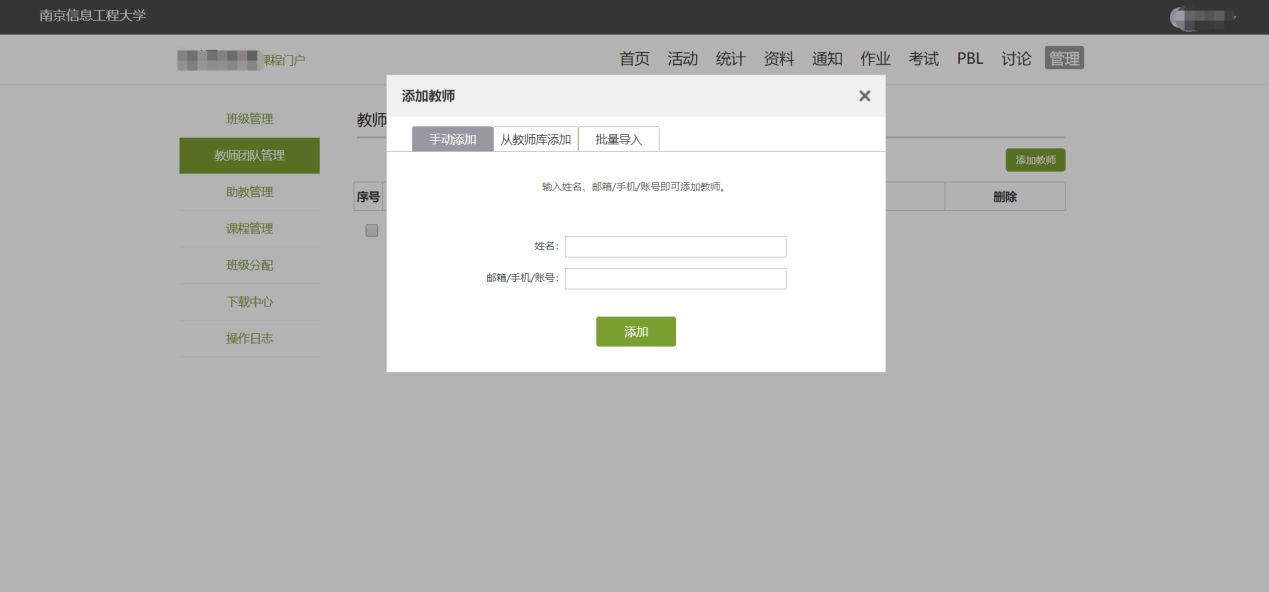 南京信息工程大学
课程门户
首页 活动 统计 资料 通知 作业 考试 PBL 讨论 管理
班级管理
教师团队管理
助教管理
课程管理
班级分配
下载中心
操作日志
教师
添加教师
序号 删除
添加教师
手动添加 从教师库添加 批量导入
输入姓名、邮箱/手机/账号即可添加教师。
姓名:
邮箱/手机/账号:
添加